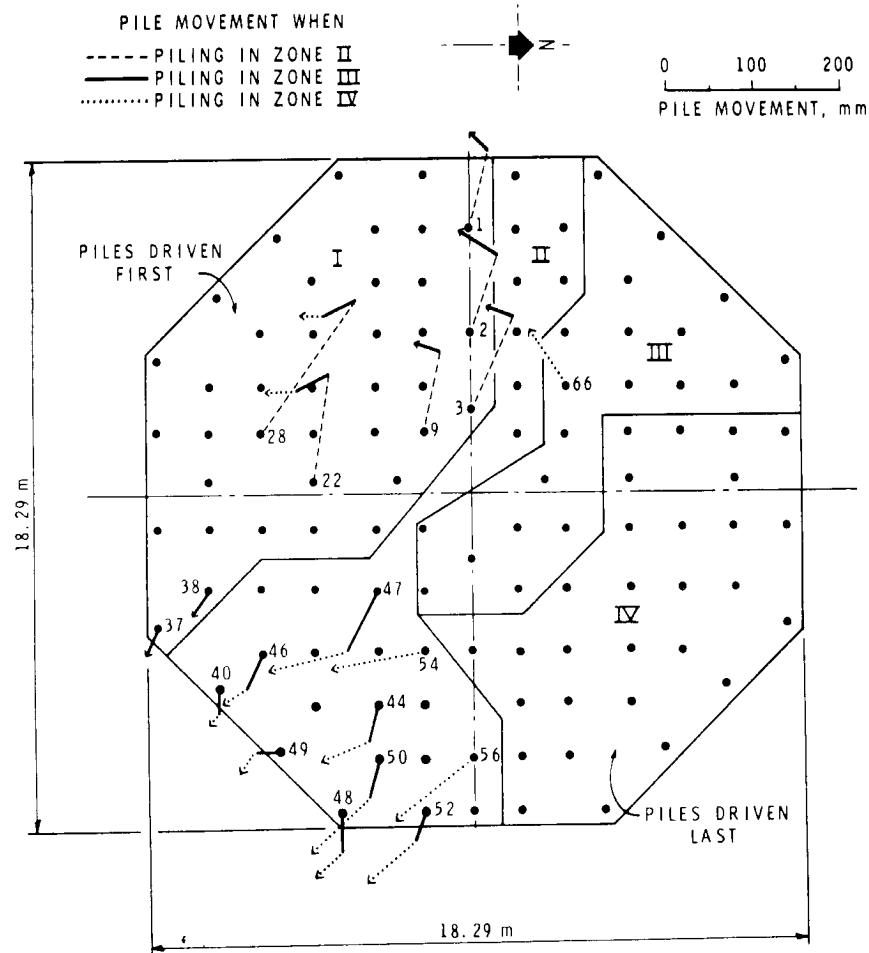 PILE MOVEMENT WHEN
PILING IN ZONE II
PILING IN ZONE III
PILING IN ZONE IV
N
0 100 200
PILE MOVEMENT, mm
PILES DRIVEN
FIRST
I
1
II
2
III
66
3
28
9
22
18.29 m
38
47
37
IV
46
54
40
44
49
50
56
48
52
PILES DRIVEN
LAST
18.29 m